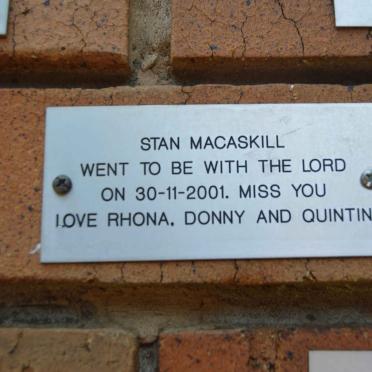 STAN MACASKILL
WENT TO BE WITH THE LORD
ON 30-11-2001. MISS YOU
LOVE RHONA, DONNY AND QUINTIN